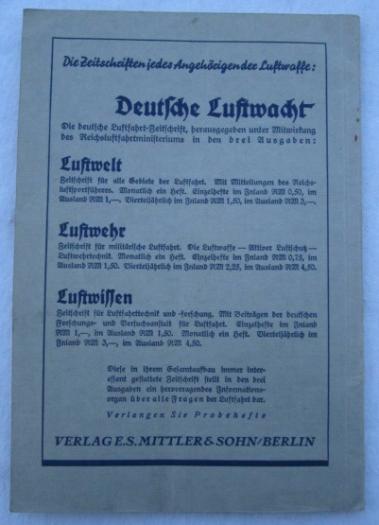 Die Zeitschriften jedes Angehörigen der Luftwaffe:
Deutsche Luftwacht
Die deutsche Luftfahrt-Zeitschrift, herausgegeben unter Mitwirkung
des Reichsluftfahrtministeriums in den drei Ausgaben:
Luftwelt
Zeitschrift für alle Gebiete der Luftfahrt. Mit Mitteilungen des Reichs-
luftsportführers. Monatlich ein Heft. Einzelhefte im Inland RM 0,50, im
Ausland RM 1,—. Vierteljährlich im Inland RM 1,50, im Ausland RM 3,—.
Luftwehr
Zeitschrift für militärische Luftfahrt. Die Luftwaffe — Aktiver Luftschutz —
Luftwehrtechnik. Monatlich ein Heft. Einzelhefte im Inland RM 0,75, im
Ausland RM 1,50. Vierteljährlich im Inland RM 2,25, im Ausland RM 4,50.
Luftwissen
Zeitschrift für Luftfahrttechnik und -forschung. Mit Beiträgen der deutschen
Forschungs- und Versuchsanstalt für Luftfahrt. Einzelhefte im Inland
RM 1,—, im Ausland RM 1,50. Monatlich ein Heft. Vierteljährlich im
Inland RM 3,—, im Ausland RM 4,50.
Diese in ihrem Gesamtaufbau immer inter-
essant gestaltete Zeitschrift stellt in den drei
Ausgaben ein hervorragendes Informations-
organ über alle Fragen der Luftfahrt dar.
Verlangen Sie Probehefte
VERLAG E.S. MITTLER & SOHN/BERLIN